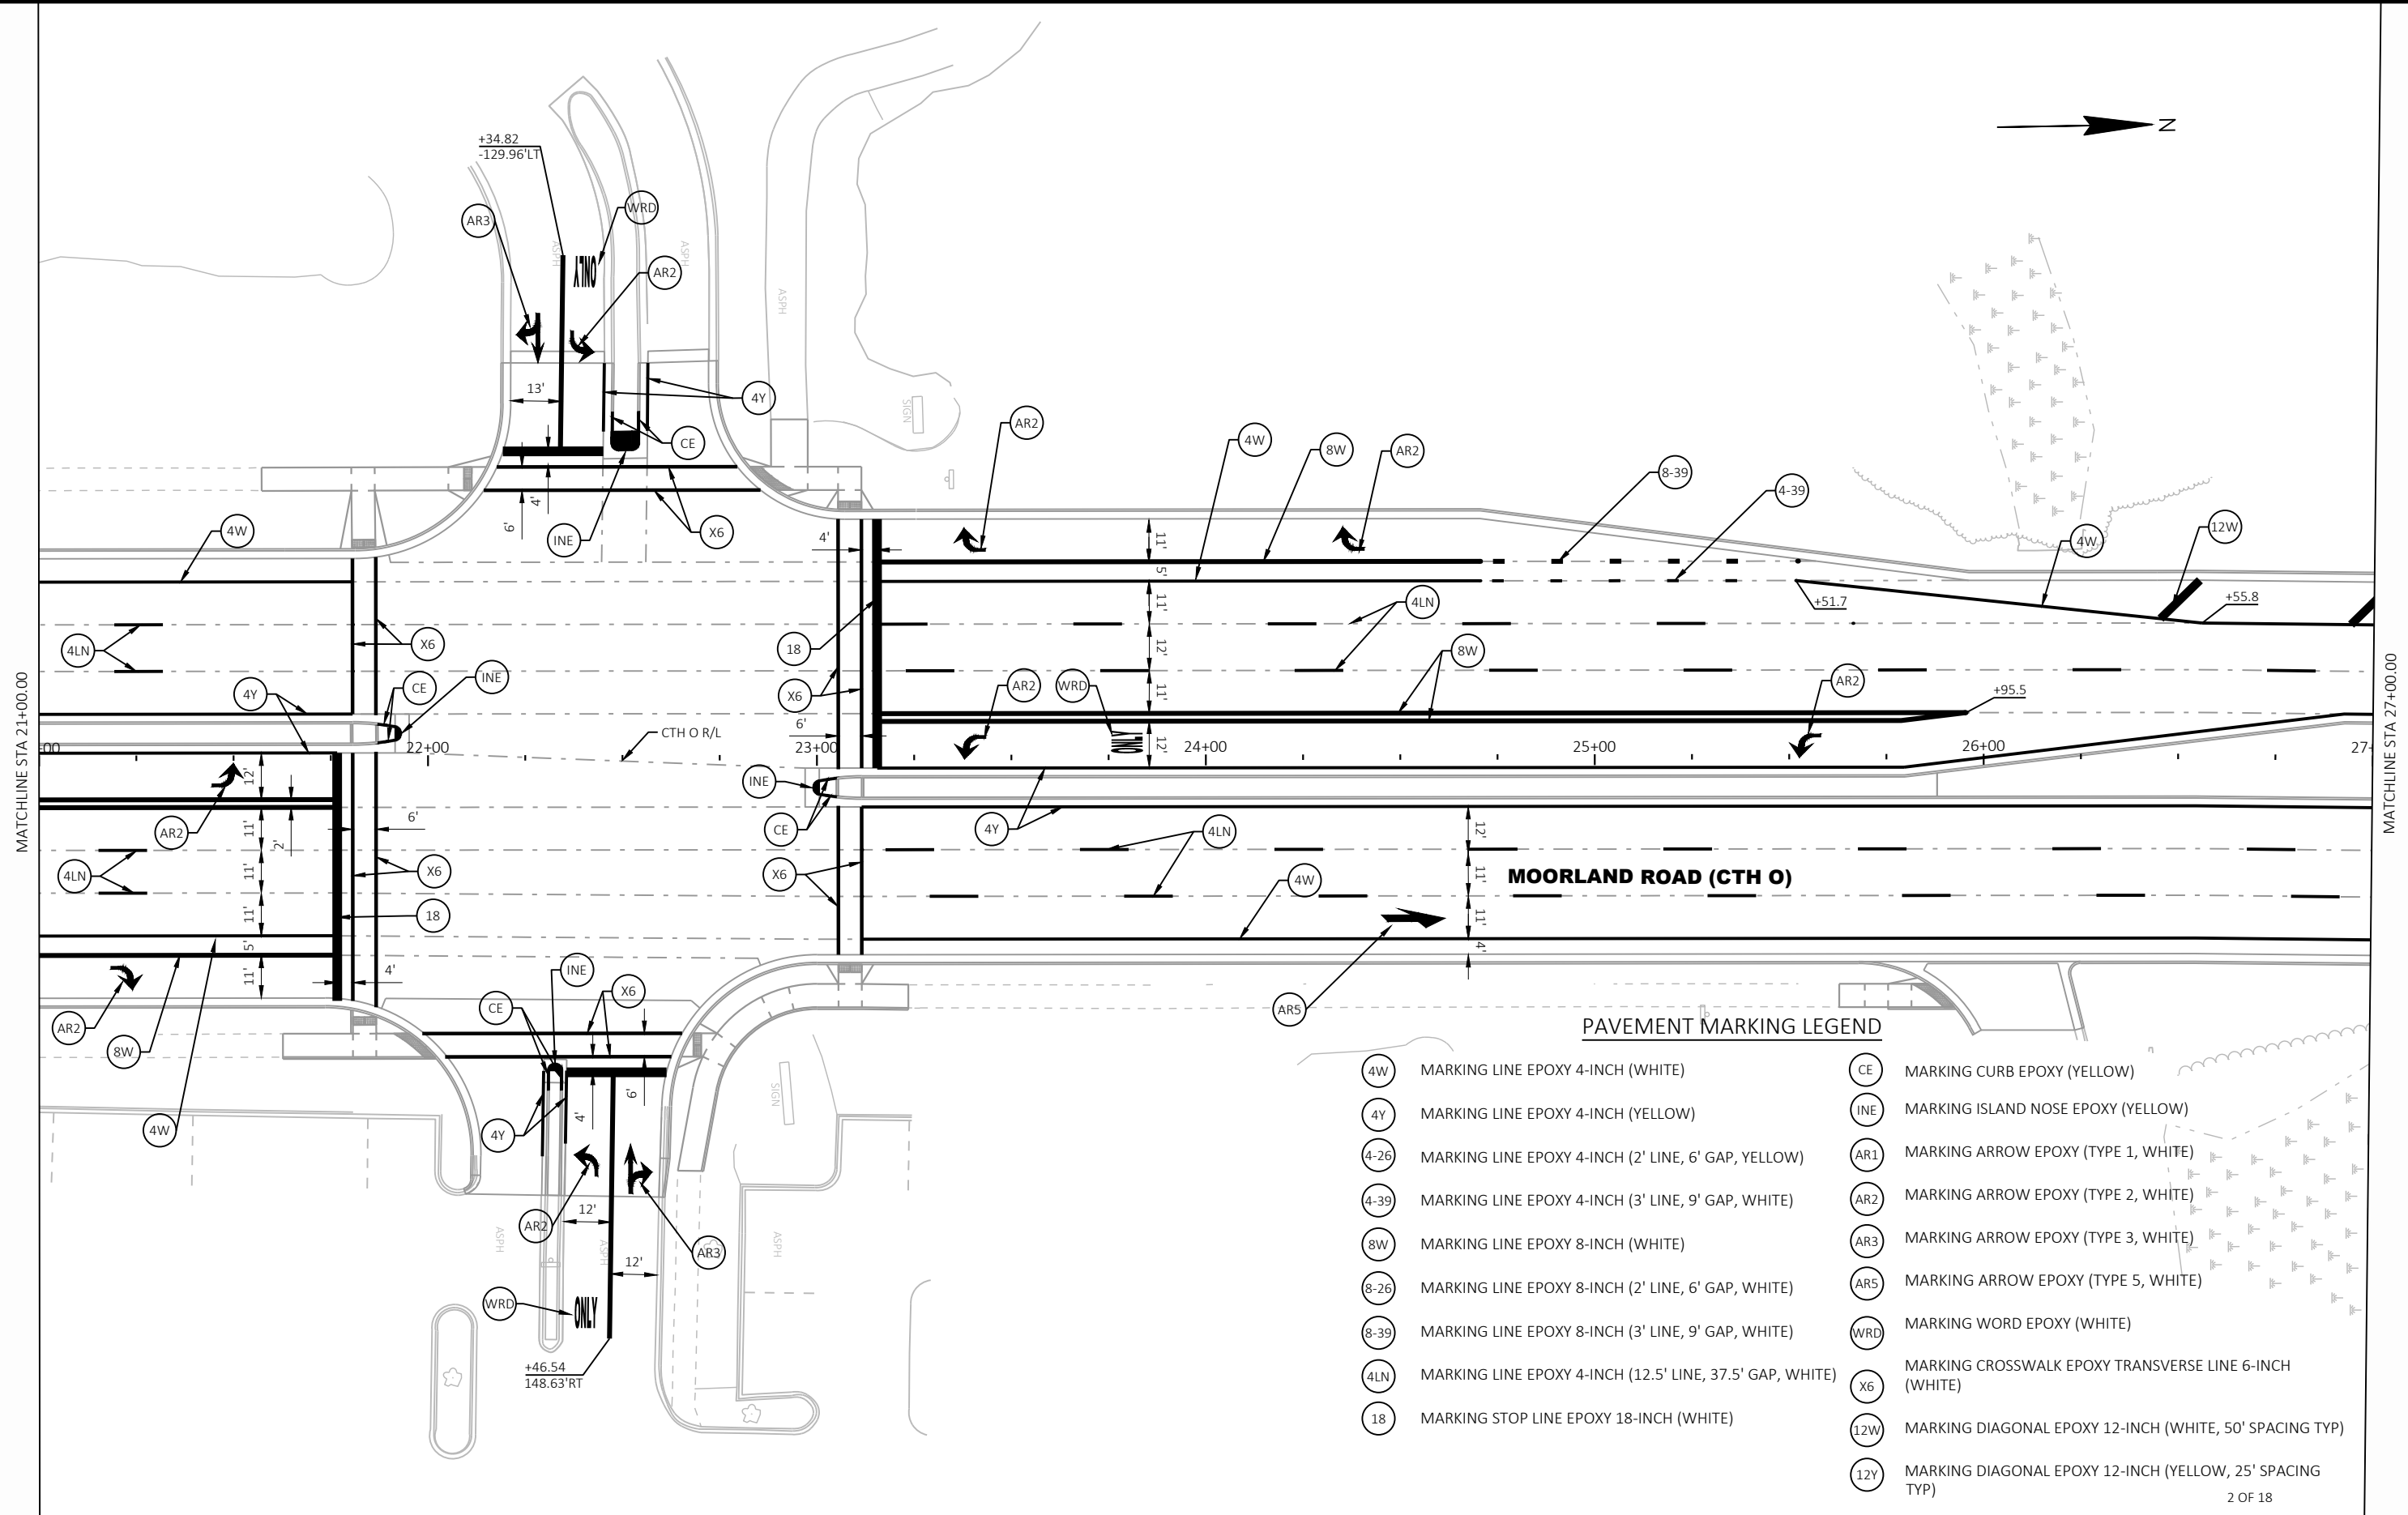 +34.82
-129.96'LT
WRD
AR3
AR2
ONLY
ASPH
ASPH
ASPH
N
13'
4Y
CE
SIGN
AR2
4W
8W
AR2
8-39
4-39
4W
12W
4'
6'
INE
X6
4'
4W
11'
5'
11'
12'
11'
12'
4LN
+51.7
+55.8
4LN
X6
18
X6
8W
4Y
CE
INE
AR2
WRD
ONLY
AR2
+95.5
CTH O R/L
6'
22+00
23+00
24+00
25+00
26+00
27+
00
MATCHLINE STA 21+00.00
MATCHLINE STA 27+00.00
INE
CE
12'
AR2
11'
2'
6'
4LN
11'
X6
11'
18
5'
11'
4'
X6
4Y
4LN
4W
12'
11'
11'
4'
MOORLAND ROAD (CTH O)
AR5
AR2
8W
4W
INE
CE
X6
4Y
4'
6'
AR2
12'
AR3
12'
ASPH
ASPH
ASPH
SIGN
WRD
ONLY
+46.54
148.63'RT
PAVEMENT MARKING LEGEND
4W MARKING LINE EPOXY 4-INCH (WHITE)
4Y MARKING LINE EPOXY 4-INCH (YELLOW)
4-26 MARKING LINE EPOXY 4-INCH (2' LINE, 6' GAP, YELLOW)
4-39 MARKING LINE EPOXY 4-INCH (3' LINE, 9' GAP, WHITE)
8W MARKING LINE EPOXY 8-INCH (WHITE)
8-26 MARKING LINE EPOXY 8-INCH (2' LINE, 6' GAP, WHITE)
8-39 MARKING LINE EPOXY 8-INCH (3' LINE, 9' GAP, WHITE)
4LN MARKING LINE EPOXY 4-INCH (12.5' LINE, 37.5' GAP, WHITE)
18 MARKING STOP LINE EPOXY 18-INCH (WHITE)
CE MARKING CURB EPOXY (YELLOW)
INE MARKING ISLAND NOSE EPOXY (YELLOW)
AR1 MARKING ARROW EPOXY (TYPE 1, WHITE)
AR2 MARKING ARROW EPOXY (TYPE 2, WHITE)
AR3 MARKING ARROW EPOXY (TYPE 3, WHITE)
AR5 MARKING ARROW EPOXY (TYPE 5, WHITE)
WRD MARKING WORD EPOXY (WHITE)
X6 MARKING CROSSWALK EPOXY TRANSVERSE LINE 6-INCH
(WHITE)
12W MARKING DIAGONAL EPOXY 12-INCH (WHITE, 50' SPACING TYP)
12Y MARKING DIAGONAL EPOXY 12-INCH (YELLOW, 25' SPACING
TYP)
2 OF 18